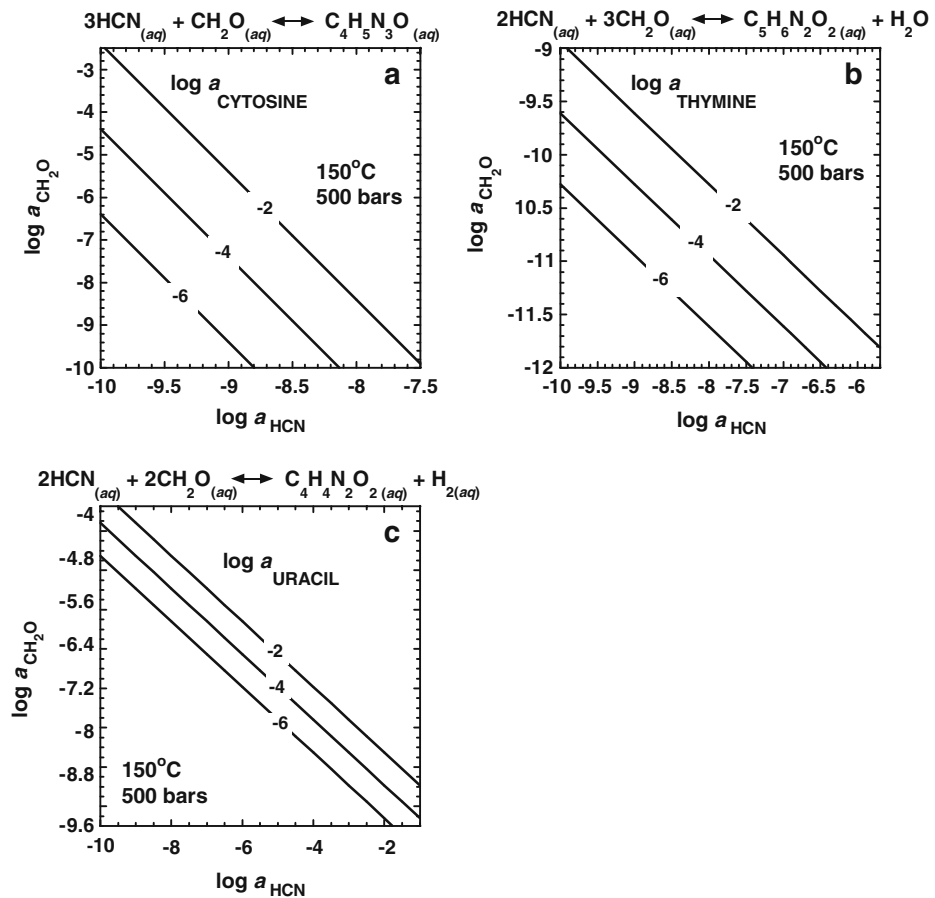 3HCN(aq) + CH2O(aq) ↔ C4H5N3O(aq)
a
log a CYTOSINE
150°C
500 bars
-2
-4
-6
log a CH2O
-3
-4
-5
-6
-7
-8
-9
-10
-10 -9.5 -9 -8.5 -8 -7.5
log a HCN
2HCN(aq) + 3CH2O(aq) ↔ C5H6N2O2(aq) + H2O
b
log a THYMINE
150°C
500 bars
-2
-4
-6
log a CH2O
-9
-9.5
-10
-10.5
-11
-11.5
-12
-10 -9.5 -9 -8.5 -8 -7.5 -7 -6.5 -6
log a HCN
2HCN(aq) + 2CH2O(aq) ↔ C4H4N2O2(aq) + H2(aq)
c
log a URACIL
-2
-4
-6
150°C
500 bars
log a CH2O
-4
-4.8
-5.6
-6.4
-7.2
-8
-8.8
-9.6
-10 -8 -6 -4 -2
log a HCN